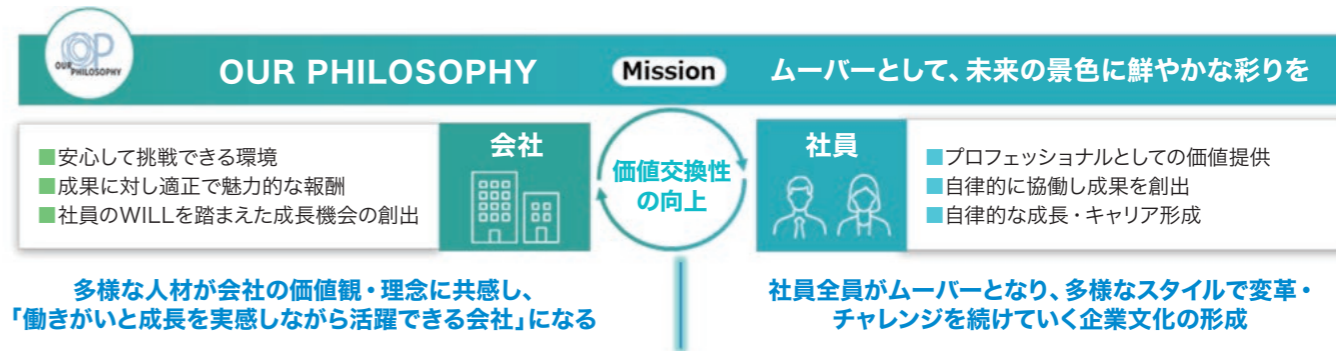 OP
OUR PHILOSOPHY
OUR PHILOSOPHY
Mission
ムーバーとして、未来の景色に鮮やかな彩りを
■安心して挑戦できる環境
■成果に対し適正で魅力的な報酬
■社員のWILLを踏まえた成長機会の創出
会社
価値交換性
の向上
社員
■プロフェッショナルとしての価値提供
■自律的に協働し成果を創出
■自律的な成長・キャリア形成
多様な人材が会社の価値観・理念に共感し、
「働きがいと成長を実感しながら活躍できる会社」になる
社員全員がムーバーとなり、多様なスタイルで変革・
チャレンジを続けていく企業文化の形成